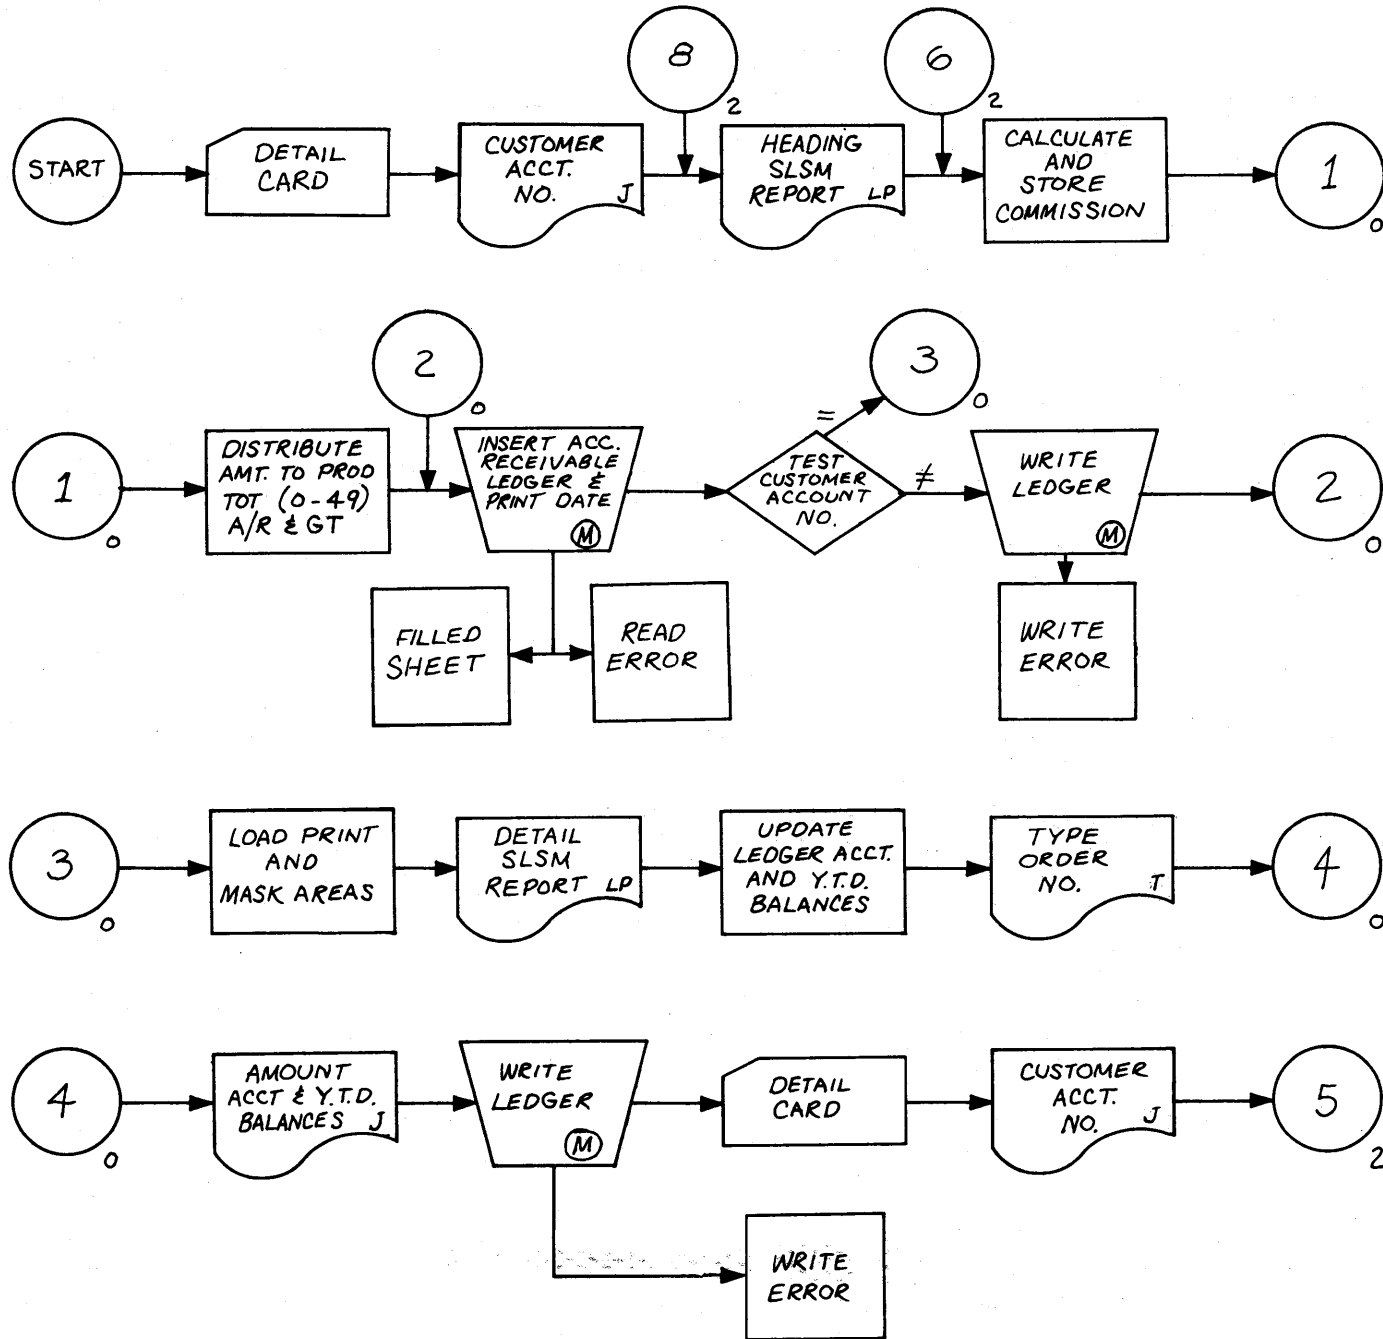 8
2
6
2
START
DETAIL
CARD
CUSTOMER
ACCT.
NO.
J
HEADING
SLSM
REPORT
LP
CALCULATE
AND
STORE
COMMISSION
1
0
2
0
3
0
1
0
DISTRIBUTE
AMT. TO PROD
TOT (0-49)
A/R & GT
INSERT ACC.
RECEIVABLE
LEDGER &
PRINT DATE
M
=
TEST
CUSTOMER
ACCOUNT
NO.
≠
WRITE
LEDGER
M
2
0
FILLED
SHEET
READ
ERROR
WRITE
ERROR
3
0
LOAD PRINT
AND
MASK AREAS
DETAIL
SLSM
REPORT LP
UPDATE
LEDGER ACCT.
AND Y.T.D.
BALANCES
TYPE
ORDER
NO. T
4
0
4
0
AMOUNT
ACCT & Y.T.D.
BALANCES J
WRITE
LEDGER
M
DETAIL
CARD
CUSTOMER
ACCT.
NO. J
5
2
WRITE
ERROR